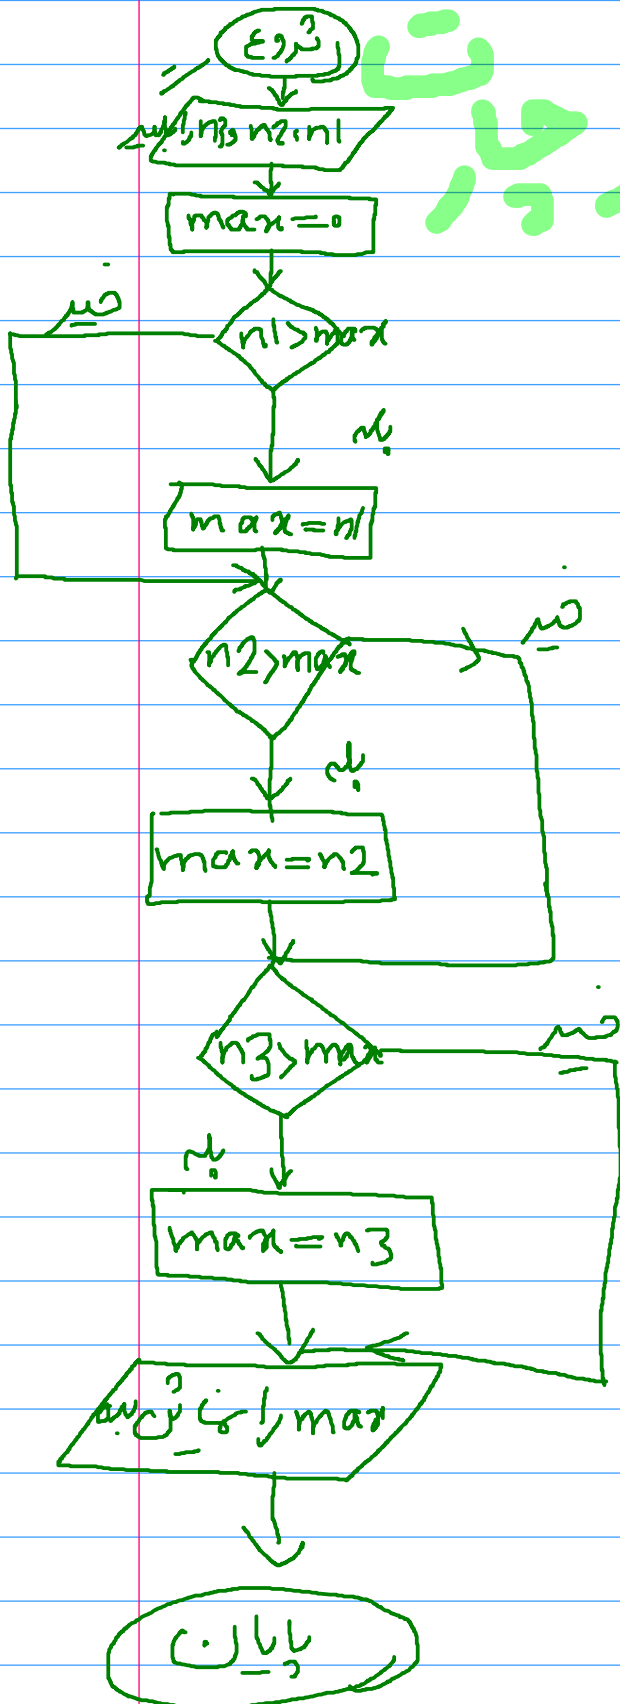 شروع
n1، n2 و n3 را بگیر
max=0
خیر
n1>max
بله
max=n1
خیر
n2>max
بله
max=n2
خیر
n3>max
بله
max=n3
max را نمایش بده
پایان